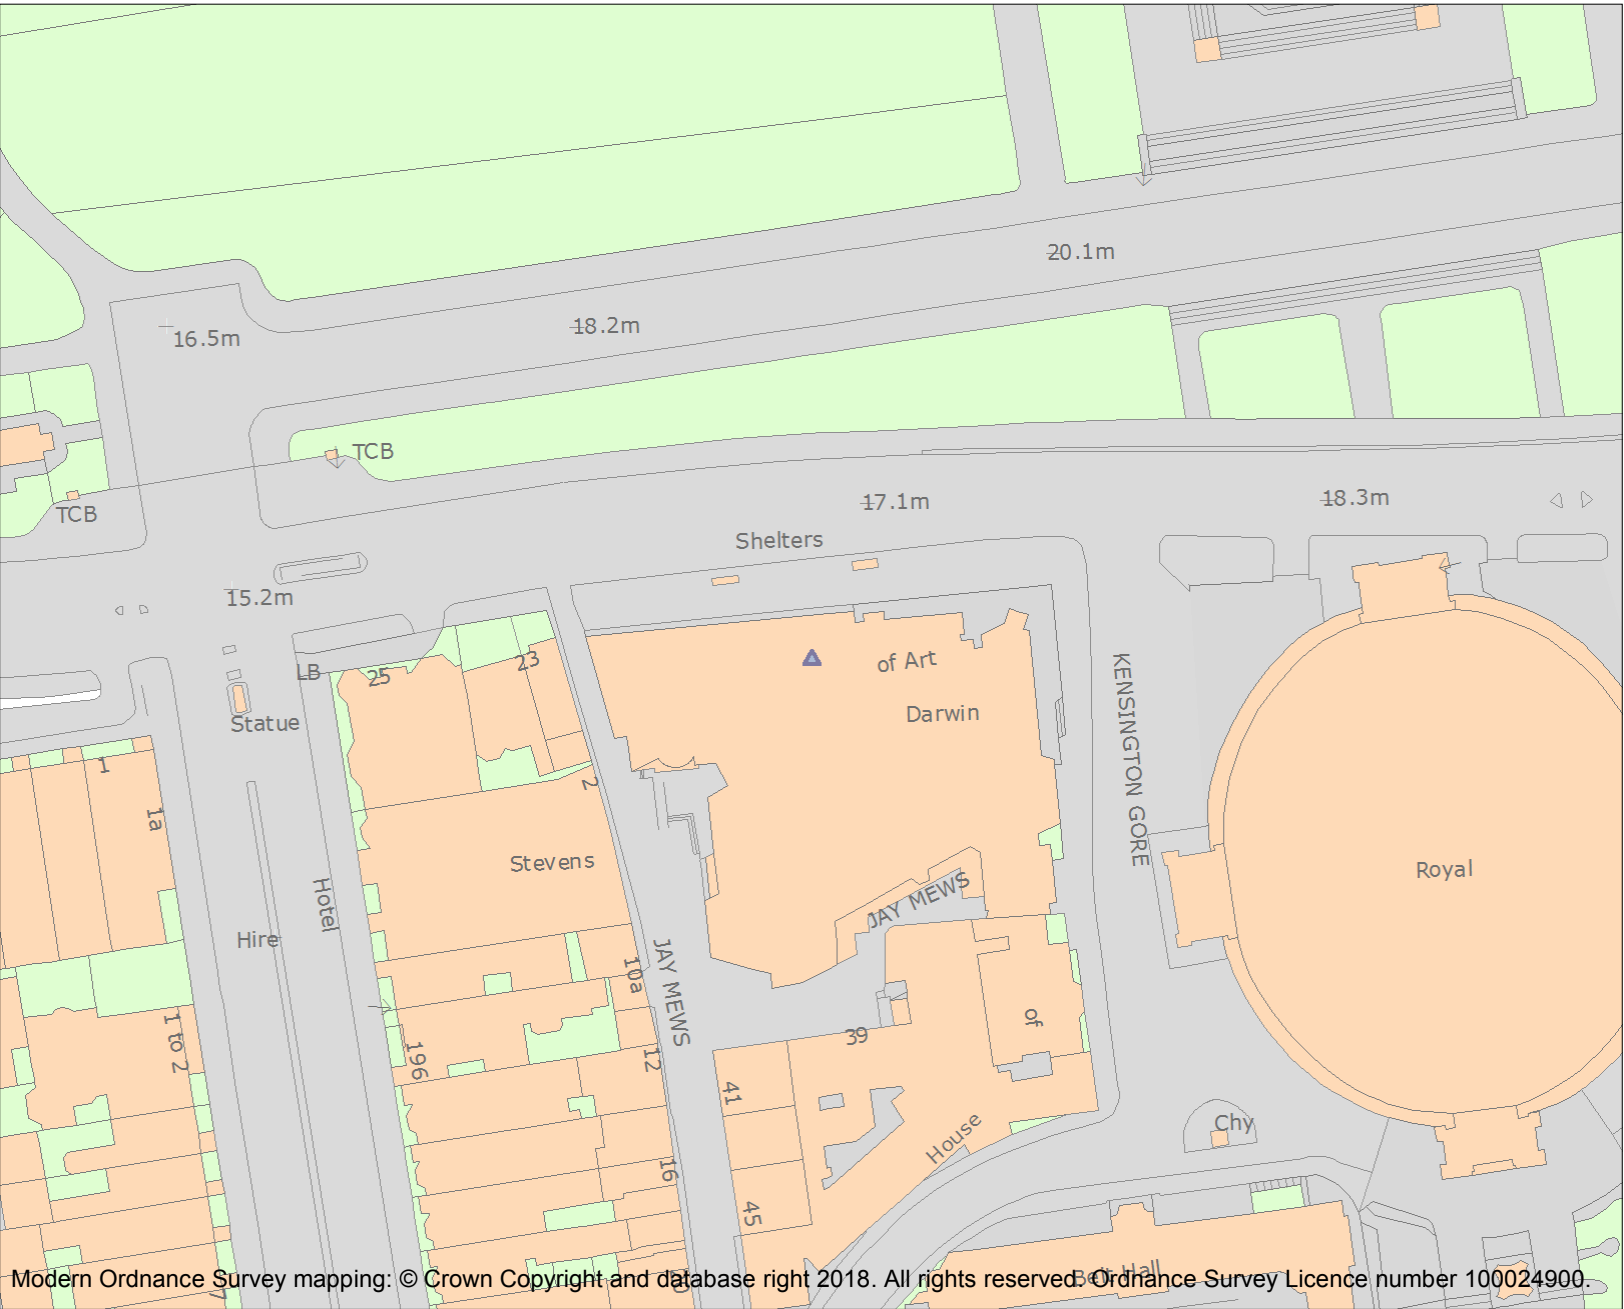 20.1m
16.5m
18.2m
TCB
TCB
17.1m
18.3m
Shelters
15.2m
LB
25
23
of Art
Darwin
Statue
KENSINGTON GORE
1
1a
2
Stevens
Royal
Hotel
Hire
JAY MEWS
JAY MEWS
10a
of
39
1 to 2
196
12
41
House
Chy
16
45
Beit Hall
7
Modern Ordnance Survey mapping: © Crown Copyright and database right 2018. All rights reserved. Ordnance Survey Licence number 100024900.